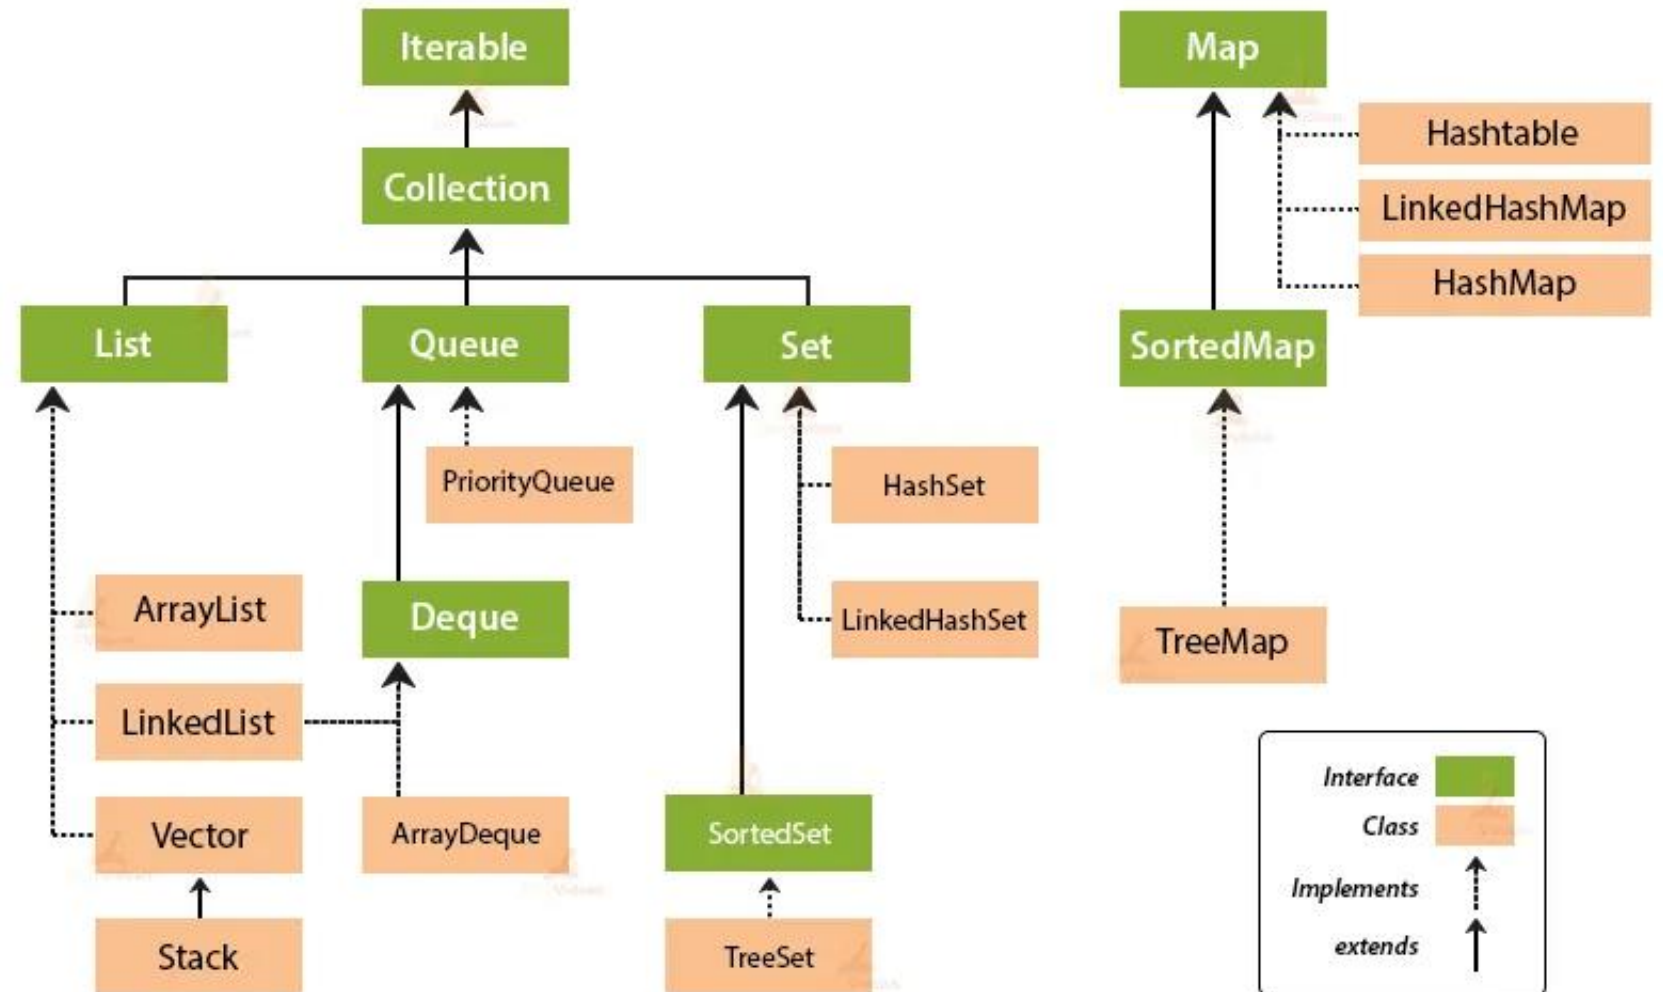 Iterable
Map
Hashtable
Collection
LinkedHashMap
HashMap
List
Queue
Set
SortedMap
PriorityQueue
HashSet
ArrayList
Deque
LinkedHashSet
TreeMap
LinkedList
Interface
Class
Vector
ArrayDeque
SortedSet
Implements
extends
Stack
TreeSet